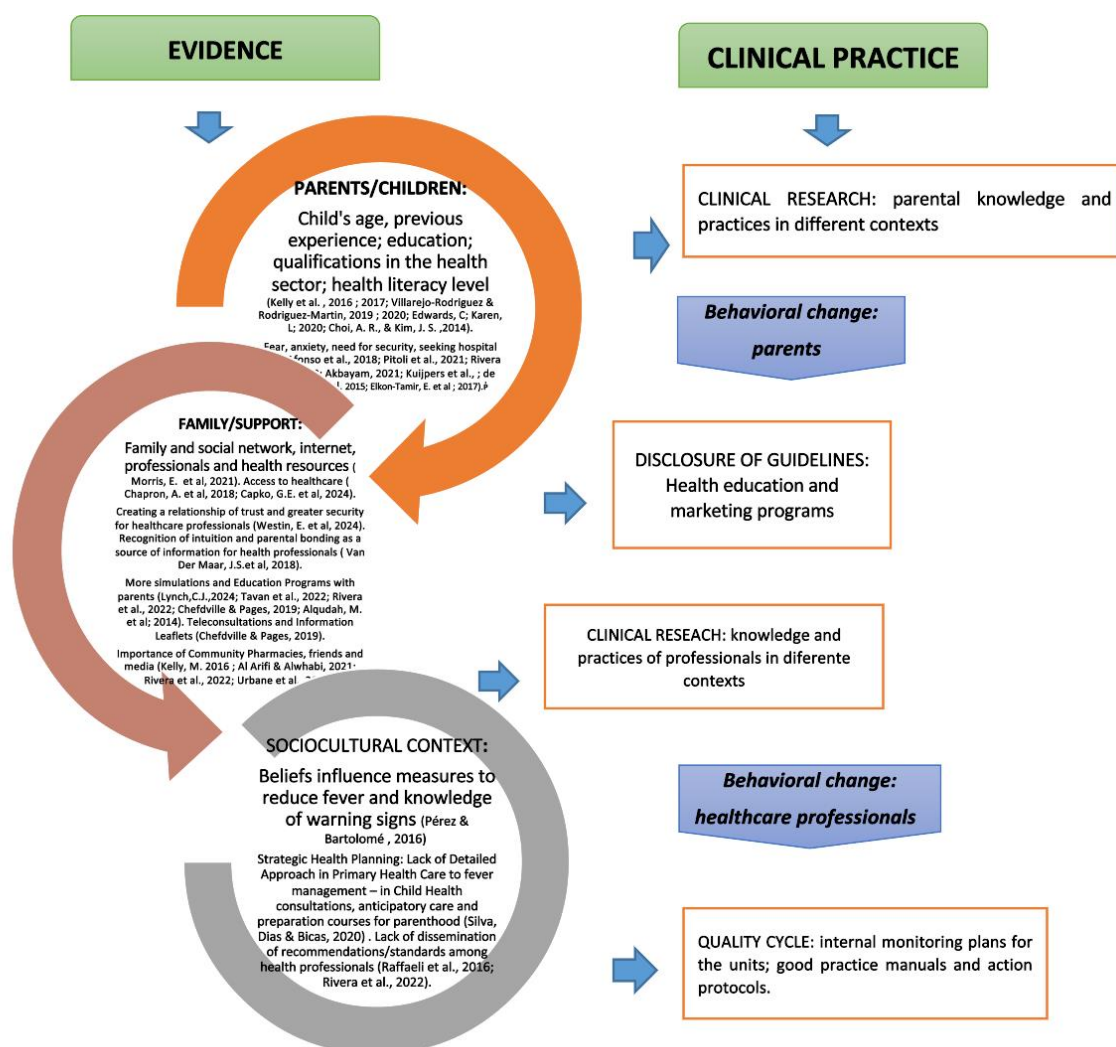 EVIDENCE
CLINICAL PRACTICE
PARENTS/CHILDREN:
Child's age, previous
experience; education;
qualifications in the health
sector; health literacy level
(Kelly et al. , 2016 ; 2017; Villarejo-Rodriguez &
Rodriguez-Martin, 2019 ; 2020; Edwards, C; Karen,
L; 2020; Choi, A. R., & Kim, J. S. ,2014).
Fear, anxiety, need for security, seeking hospital
fonso et al., 2018; Pitoli et al., 2021; Rivera
; Akbayam, 2021; Kuijpers et al., ; de
2015; Elkon-Tamir, E. et al ; 2017).
FAMILY/SUPPORT:
Family and social network, internet,
professionals and health resources (
Morris, E. et al, 2021). Access to healthcare (
Chapron, A. et al, 2018; Capko, G.E. et al, 2024).
Creating a relationship of trust and greater security
for healthcare professionals (Westin, E. et al, 2024).
Recognition of intuition and parental bonding as a
source of information for health professionals ( Van
Der Maar, J.S.et al, 2018).
More simulations and Education Programs with
parents (Lynch,C.J.,2024; Tavan et al., 2022; Rivera
et al., 2022; Chefdville & Pages, 2019; Alqudah, M.
et al; 2014). Teleconsultations and Information
Leaflets (Chefdville & Pages, 2019).
Importance of Community Pharmacies, friends and
media (Kelly, M. 2016 ; Al Arifi & Alwhabi, 2021;
Rivera et al., 2022; Urbane et al
SOCIOCULTURAL CONTEXT:
Beliefs influence measures to
reduce fever and knowledge
of warning signs (Pérez &
Bartolomé , 2016)
Strategic Health Planning: Lack of Detailed
Approach in Primary Health Care to fever
management – in Child Health
consultations, anticipatory care and
preparation courses for parenthood (Silva,
Dias & Bicas, 2020) . Lack of dissemination
of recommendations/standards among
health professionals (Raffaeli et al., 2016;
Rivera et al., 2022).
CLINICAL RESEARCH: parental knowledge and
practices in different contexts
Behavioral change:
parents
DISCLOSURE OF GUIDELINES:
Health education and
marketing programs
CLINICAL RESEACH: knowledge and
practices of professionals in diferente
contexts
Behavioral change:
healthcare professionals
QUALITY CYCLE: internal monitoring plans for
the units; good practice manuals and action
protocols.